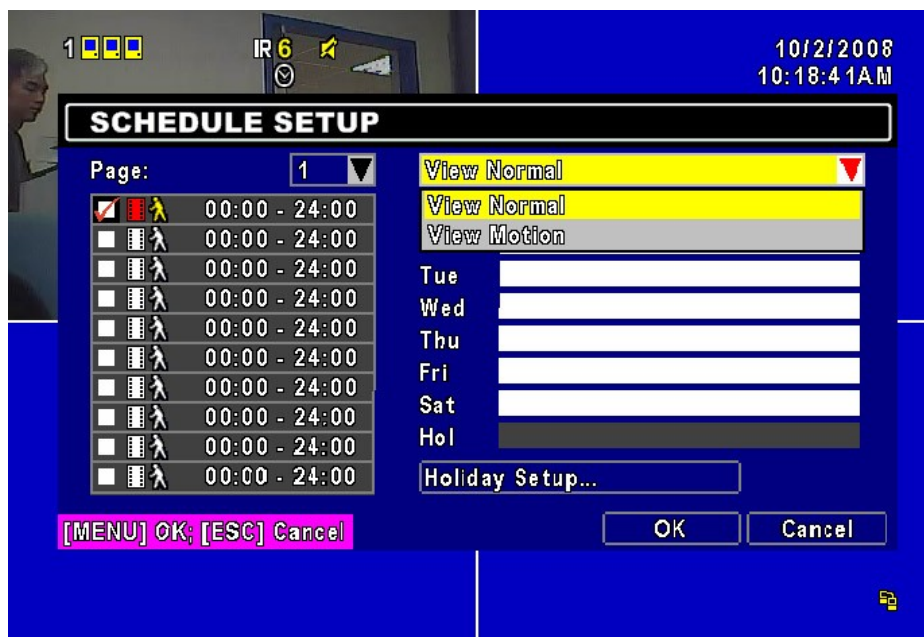 1 IR 6
10/2/2008
10:18:41AM
SCHEDULE SETUP
Page: 1
00:00 - 24:00
00:00 - 24:00
00:00 - 24:00
00:00 - 24:00
00:00 - 24:00
00:00 - 24:00
00:00 - 24:00
00:00 - 24:00
00:00 - 24:00
00:00 - 24:00
View Normal
View Normal
View Motion
Tue
Wed
Thu
Fri
Sat
Hol
Holiday Setup...
[MENU] OK; [ESC] Cancel
OK
Cancel